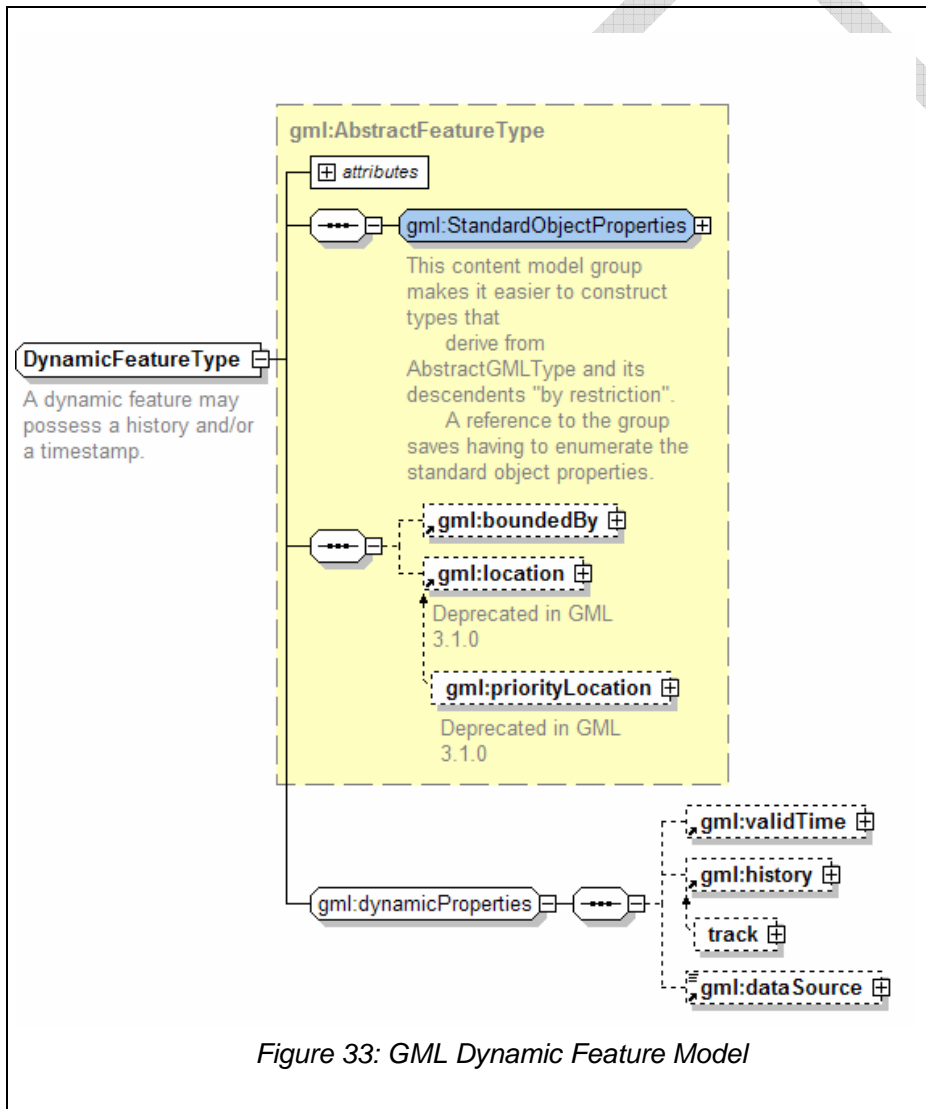 gml:AbstractFeatureType
attributes
gml:StandardObjectProperties
This content model group
makes it easier to construct
types that
derive from
AbstractGMLType and its
descendents "by restriction".
A reference to the group
saves having to enumerate the
standard object properties.
DynamicFeatureType
A dynamic feature may
possess a history and/or
a timestamp.
gml:boundedBy
gml:location
Deprecated in GML
3.1.0
gml:priorityLocation
Deprecated in GML
3.1.0
gml:validTime
gml:history
gml:dynamicProperties
track
gml:dataSource
Figure 33: GML Dynamic Feature Model